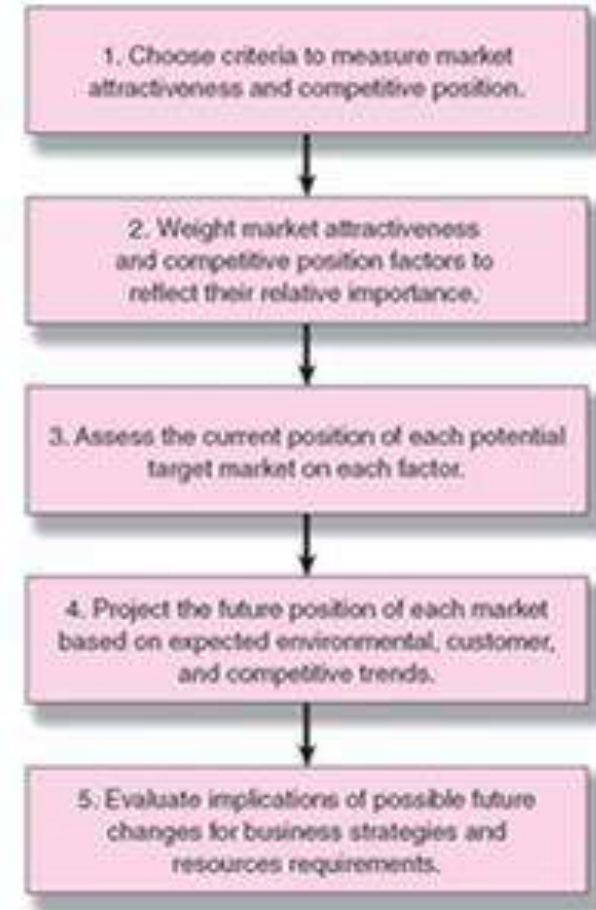 1. Choose criteria to measure market
attractiveness and competitive position.
2. Weight market attractiveness
and competitive position factors to
reflect their relative importance.
3. Assess the current position of each potential
target market on each factor.
4. Project the future position of each market
based on expected environmental, customer,
and competitive trends.
5. Evaluate implications of possible future
changes for business strategies and
resources requirements.